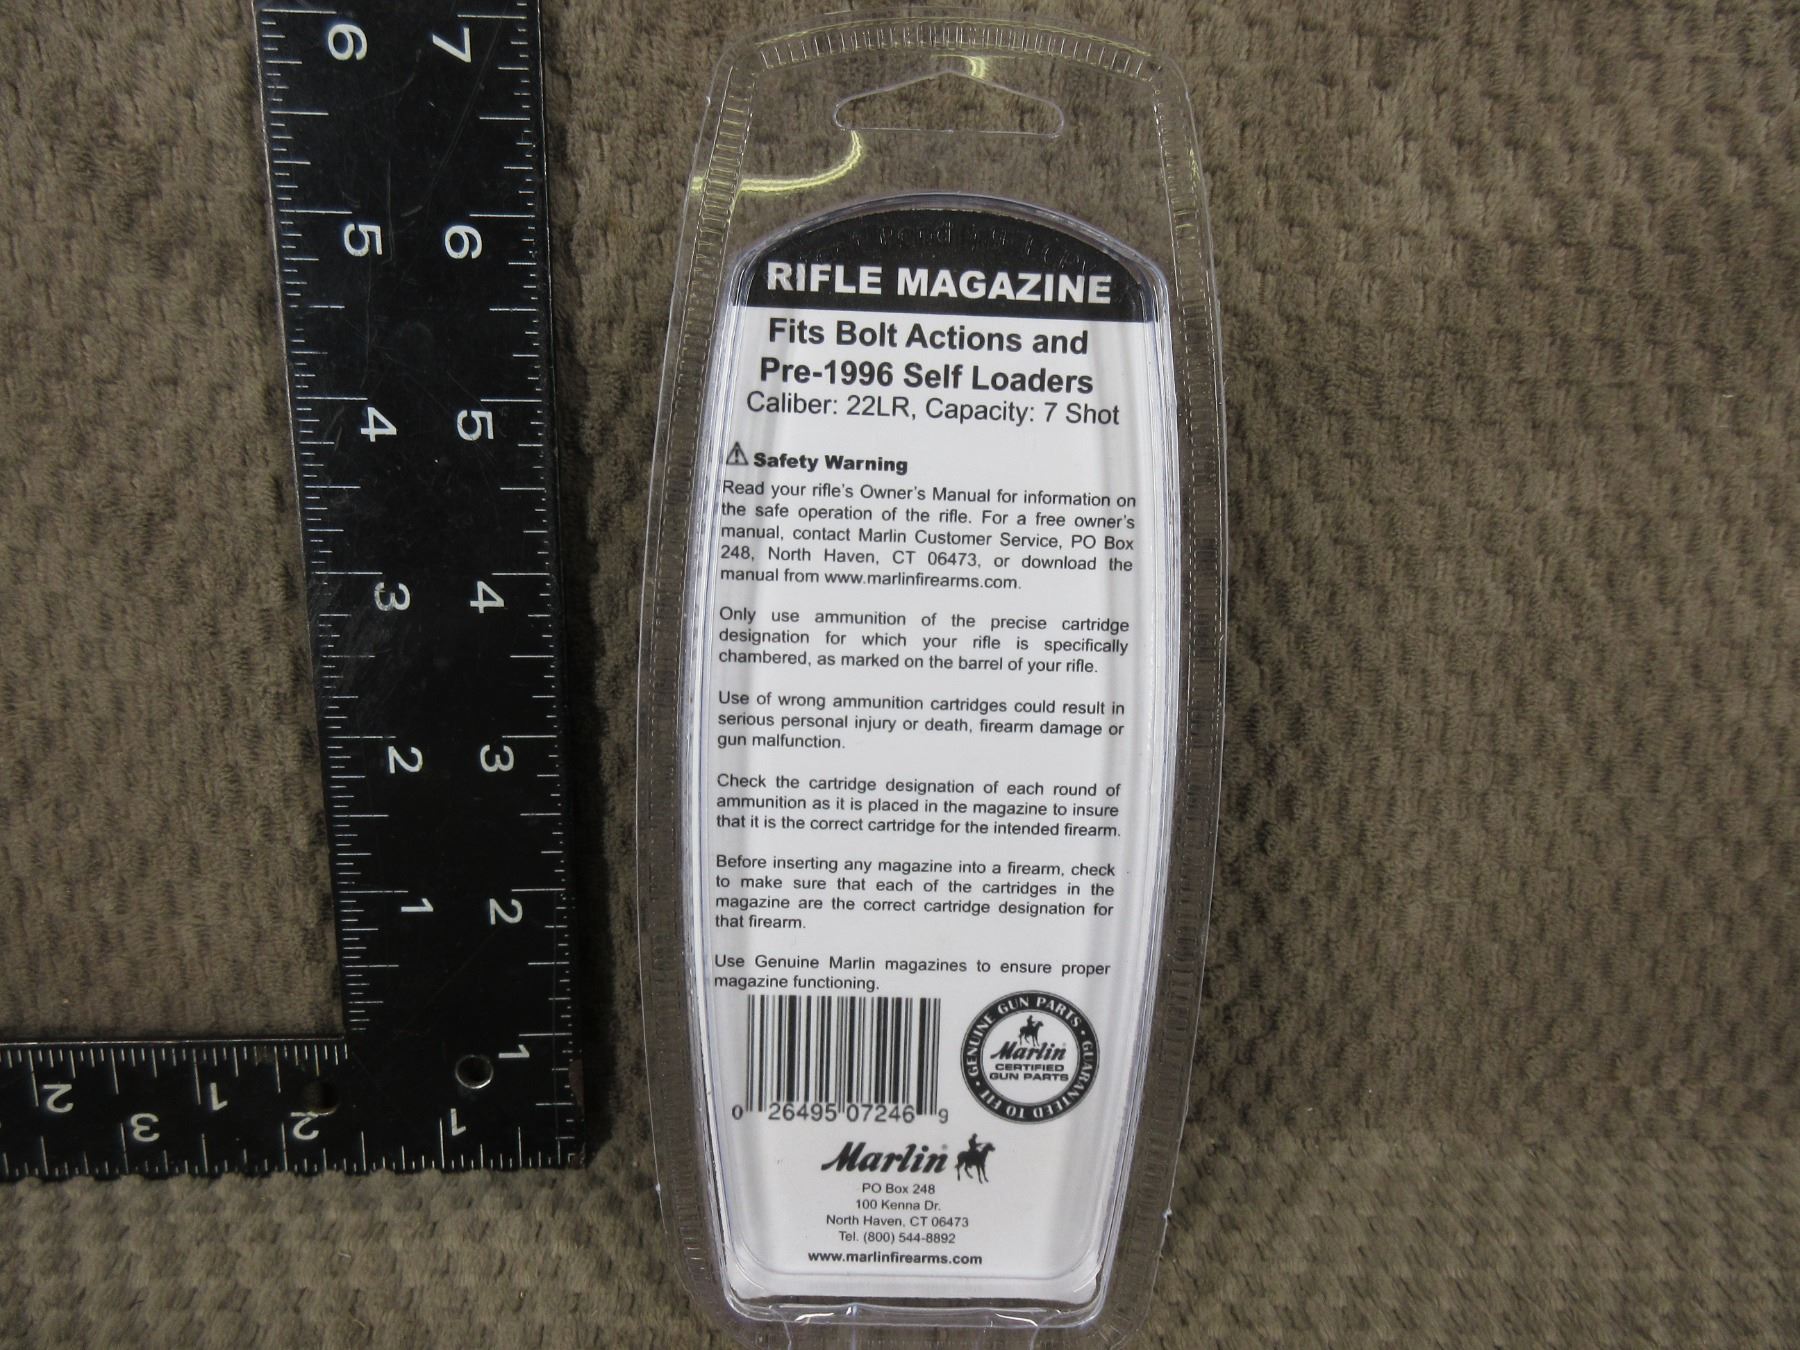 RIFLE MAGAZINE
Fits Bolt Actions and
Pre-1996 Self Loaders
Caliber: 22LR, Capacity: 7 Shot
Safety Warning
Read your rifle's Owner's Manual for information on
the safe operation of the rifle. For a free owner's
manual, contact Marlin Customer Service, PO Box
248, North Haven, CT 06473, or download the
manual from www.marlinfirearms.com.
Only use ammunition of the precise cartridge
designation for which your rifle is specifically
chambered, as marked on the barrel of your rifle.
Use of wrong ammunition cartridges could result in
serious personal injury or death, firearm damage or
gun malfunction.
Check the cartridge designation of each round of
ammunition as it is placed in the magazine to insure
that it is the correct cartridge for the intended firearm.
Before inserting any magazine into a firearm, check
to make sure that each of the cartridges in the
magazine are the correct cartridge designation for
that firearm.
Use Genuine Marlin magazines to ensure proper
magazine functioning.
0 26495 07246 9
GENUINE GUN PARTS • GUARANTEED TO FIT •
Marlin
CERTIFIED
GUN PARTS
Marlin
PO Box 248
100 Kenna Dr.
North Haven, CT 06473
Tel. (800) 544-8892
www.marlinfirearms.com
6 7
5 6
4 5
3 4
2 3
1 2
1
2 1
3 2 1